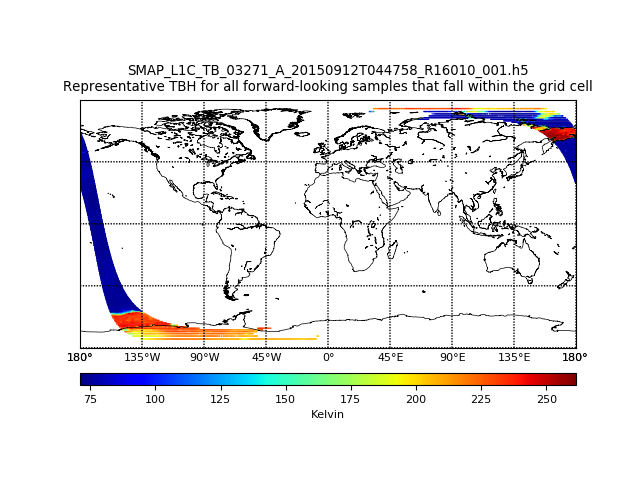 SMAP_L1C_TB_03271_A_20150912T044758_R16010_001.h5
Representative TBH for all forward-looking samples that fall within the grid cell
180° 135°W 90°W 45°W 0° 45°E 90°E 135°E 180°
75 100 125 150 175 200 225 250
Kelvin